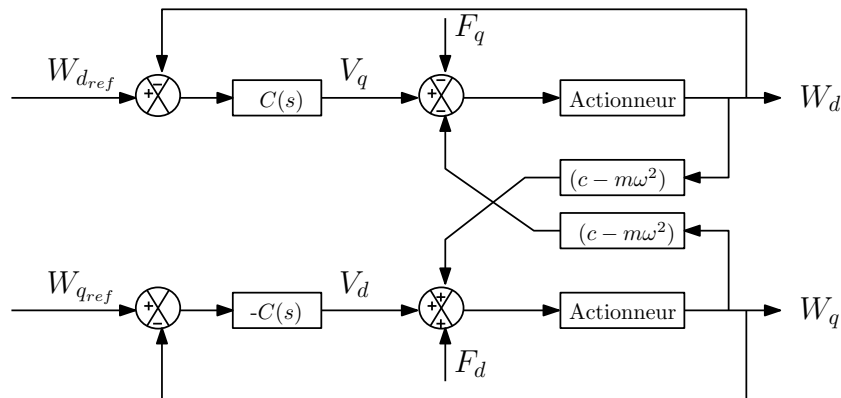 F_q
W_{d_{ref}}
+ −
C(s)
V_q
+ − −
Actionneur
W_d
(c − mω²)
(c − mω²)
W_{q_{ref}}
+ −
-C(s)
V_d
+ + +
Actionneur
W_q
F_d